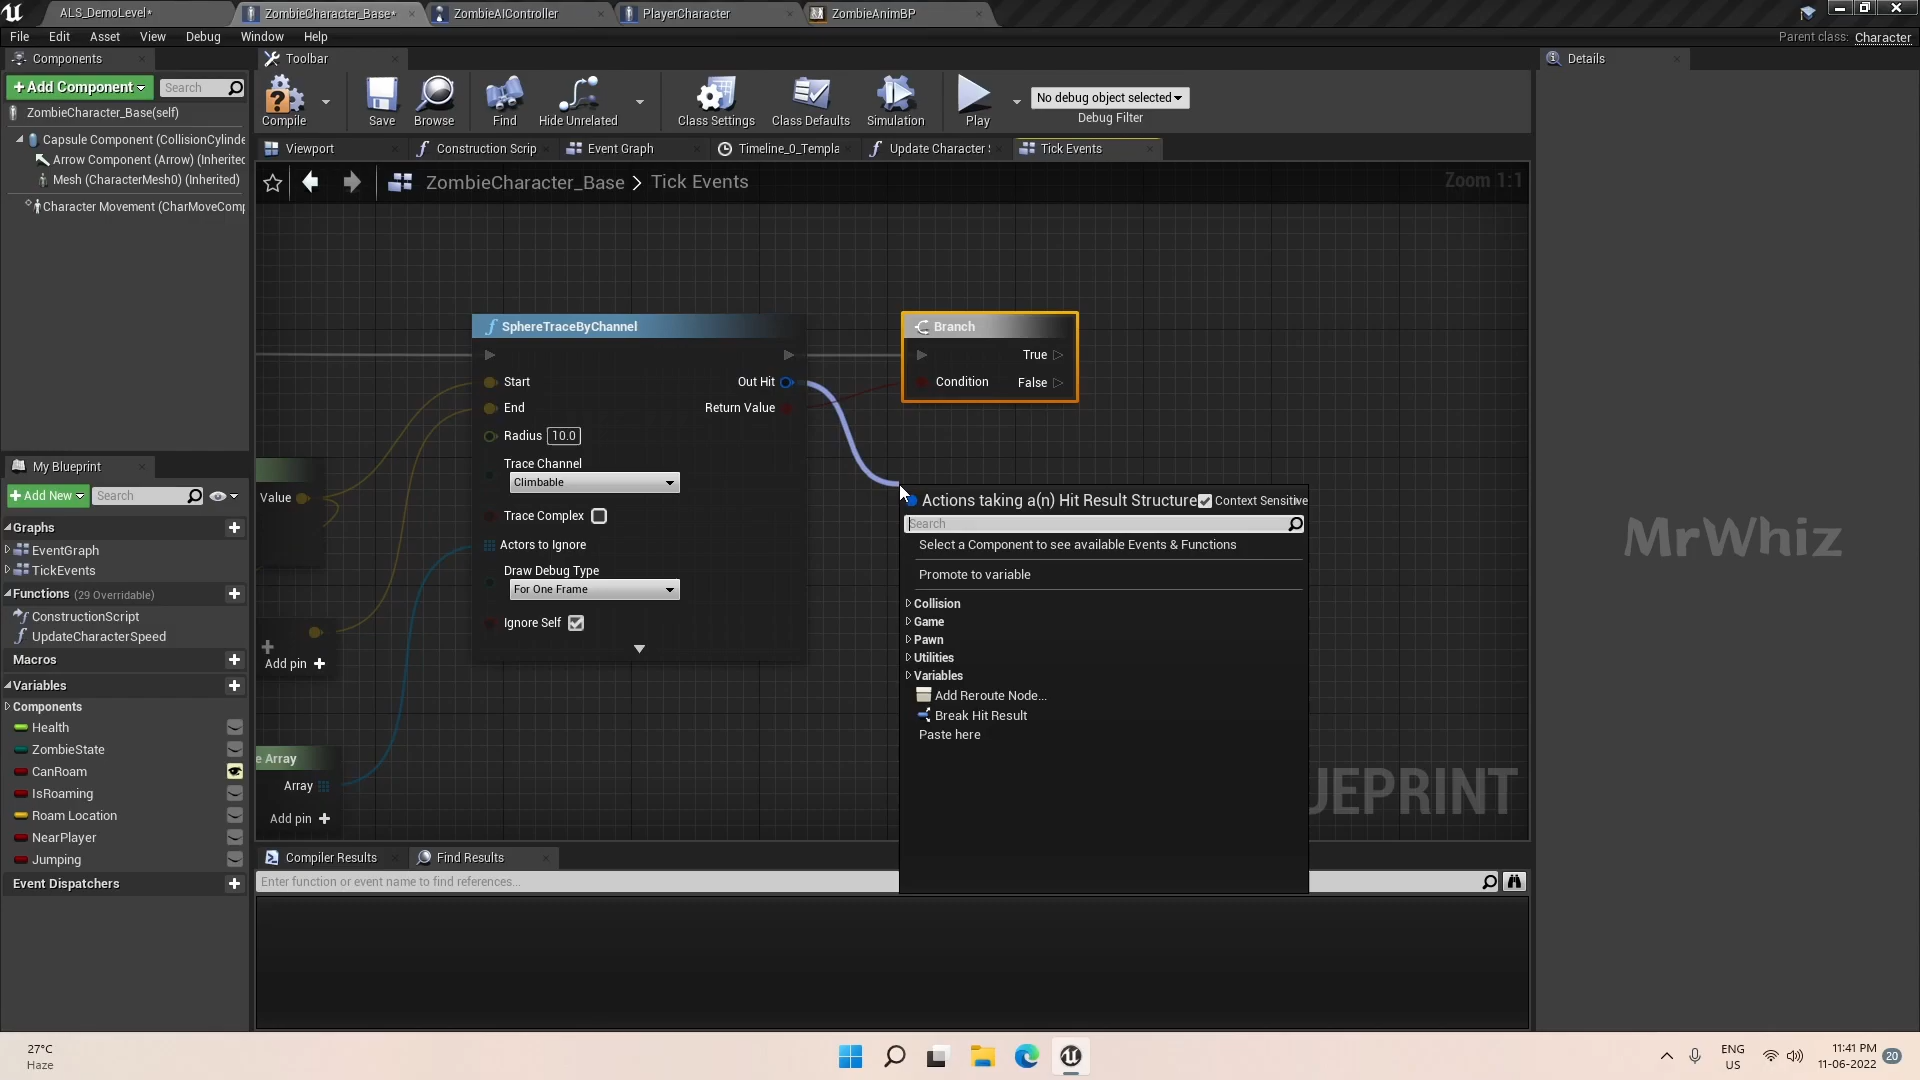 ALS_DemoLevel*
ZombieCharacter_Base*
ZombieAIController
PlayerCharacter
ZombieAnimBP
File Edit Asset View Debug Window Help
Parent class: Character
Components
Toolbar
Details
+Add Component
Search
ZombieCharacter_Base(self)
Capsule Component (CollisionCylinde
Arrow Component (Arrow) (Inherited
Mesh (CharacterMesh0) (Inherited)
Character Movement (CharMoveComp
Compile
Save
Browse
Find
Hide Unrelated
Class Settings
Class Defaults
Simulation
Play
No debug object selected
Debug Filter
Viewport
Construction Scrip
Event Graph
Timeline_0_Templa
Update Character
Tick Events
ZombieCharacter_Base > Tick Events
Zoom 1:1
SphereTraceByChannel
Start
End
Radius 10.0
Trace Channel
Climbable
Trace Complex
Actors to Ignore
Draw Debug Type
For One Frame
Ignore Self
Out Hit
Return Value
Branch
True
Condition False
Value
Add pin +
e Array
Array
Add pin +
Actions taking a(n) Hit Result Structure
Context Sensitive
Search
Select a Component to see available Events & Functions
Promote to variable
Collision
Game
Pawn
Utilities
Variables
Add Reroute Node...
Break Hit Result
Paste here
UEPRINT
MrWhiz
My Blueprint
+Add New
Search
Graphs
EventGraph
TickEvents
Functions (29 Overridable)
ConstructionScript
UpdateCharacterSpeed
Macros
Variables
Components
Health
ZombieState
CanRoam
IsRoaming
Roam Location
NearPlayer
Jumping
Event Dispatchers
Compiler Results
Find Results
Enter function or event name to find references...
27°C
Haze
ENG
US
11:41 PM
11-06-2022
20